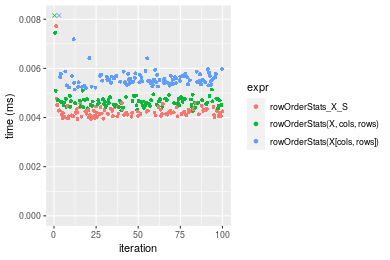 0.008
0.006
0.004
0.002
0.000
time (ms)
0
25
50
75
100
iteration
expr
rowOrderStats_X_S
rowOrderStats(X, cols, rows)
rowOrderStats(X[cols, rows])